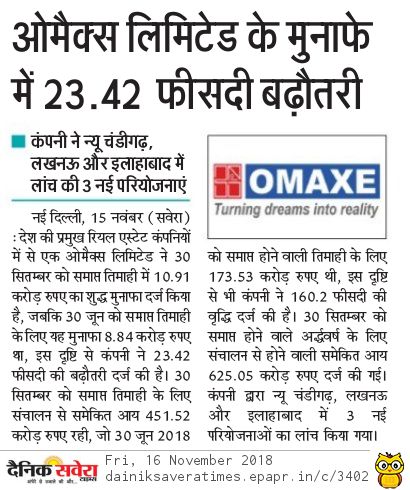 ओमैक्स लिमिटेड के मुनाफे
में 23.42 फीसदी बढ़ौतरी
कंपनी ने न्यू चंडीगढ़,
लखनऊ और इलाहाबाद में
लांच की 3 नई परियोजनाएं
नई दिल्ली, 15 नवंबर (सवेरा)
: देश की प्रमुख रियल एस्टेट कंपनियों
में से एक ओमैक्स लिमिटेड ने 30
सितम्बर को समाप्त तिमाही में 10.91
करोड़ रुपए का शुद्ध मुनाफा दर्ज किया
है, जबकि 30 जून को समाप्त तिमाही
के लिए यह मुनाफा 8.84 करोड़ रुपए
था, इस दृष्टि से कंपनी ने 23.42
फीसदी की बढ़ौतरी दर्ज की है। 30
सितम्बर को समाप्त तिमाही के लिए
संचालन से समेकित आय 451.52
करोड़ रुपए रही, जो 30 जून 2018
OMAXE
Turning dreams into reality
को समाप्त होने वाली तिमाही के लिए
173.53 करोड़ रुपए थी, इस दृष्टि
से भी कंपनी ने 160.2 फीसदी की
वृद्धि दर्ज की है। 30 सितम्बर को
समाप्त होने वाले अर्द्धवर्ष के लिए
संचालन से होने वाली समेकित आय
625.05 करोड़ रुपए दर्ज की गई।
कंपनी द्वारा न्यू चंडीगढ़, लखनऊ
और इलाहाबाद में 3 नई
परियोजनाओं का लांच किया गया।
दैनिक सवेरा
टाइम्स
Fri, 16 November 2018
dainiksaveratimes.epapr.in/c/3402